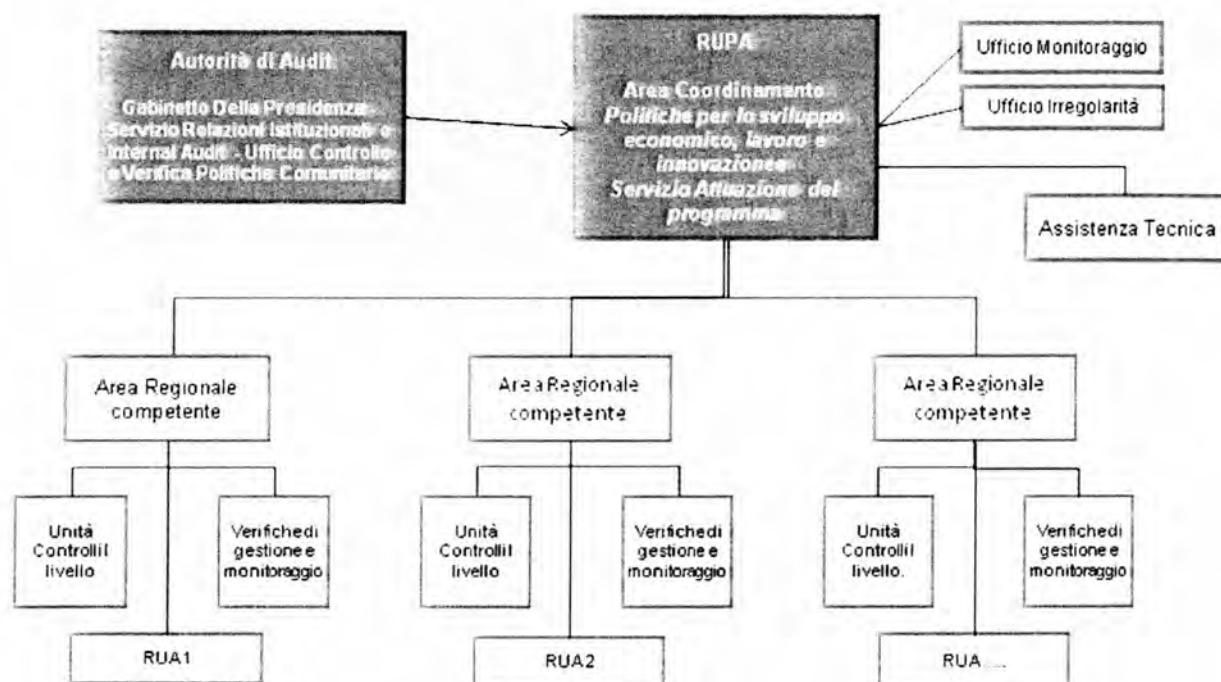 Autorità di Audit
Gabinetto Della Presidenza -
Servizio Relazioni Istituzionali e
Internal Audit - Ufficio Controllo
e Verifica Politiche Comunitarie
RUPA
Area Coordinamento
Politiche per lo sviluppo
economico, lavoro e
innovazione
Servizio Attuazione del
programma
Ufficio Monitoraggio
Ufficio Irregolarità
Assistenza Tecnica
Area Regionale
competente
Area Regionale
competente
Area Regionale
competente
Unità
Controlli I
livello
Verifiche di
gestione e
monitoraggio
Unità
Controlli I
livello
Verifiche di
gestione e
monitoraggio
Unità
Controlli I
livello.
Verifiche di
gestione e
monitoraggio
RUA1
RUA2
RUA ....